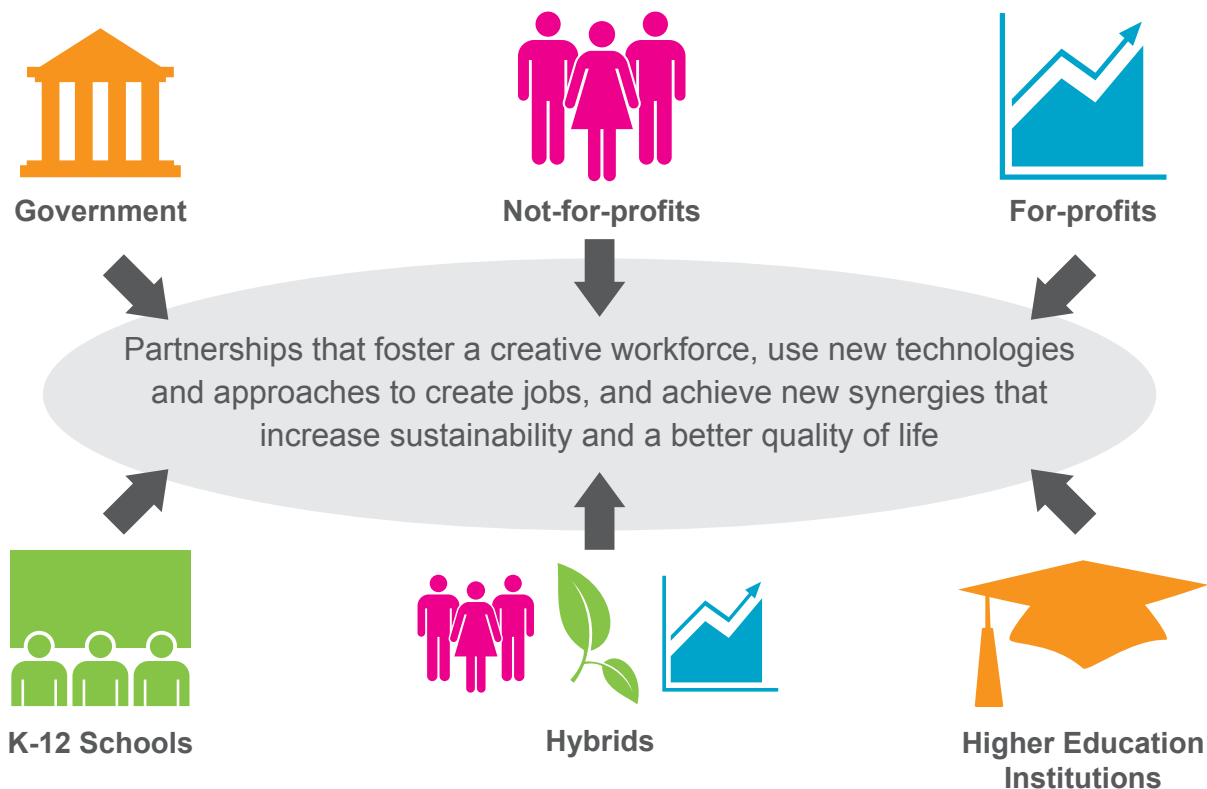 Government
Not-for-profits
For-profits
Partnerships that foster a creative workforce, use new technologies
and approaches to create jobs, and achieve new synergies that
increase sustainability and a better quality of life
K-12 Schools
Hybrids
Higher Education
Institutions